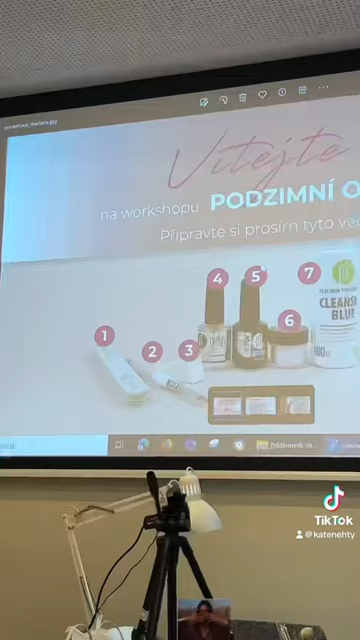 Vítejte
na workshopu PODZIMNÍ O
Připravte si prosím tyto vě
4
5
7
6
1
2
3
CLEANSE
BLUE
TikTok
@katenehty